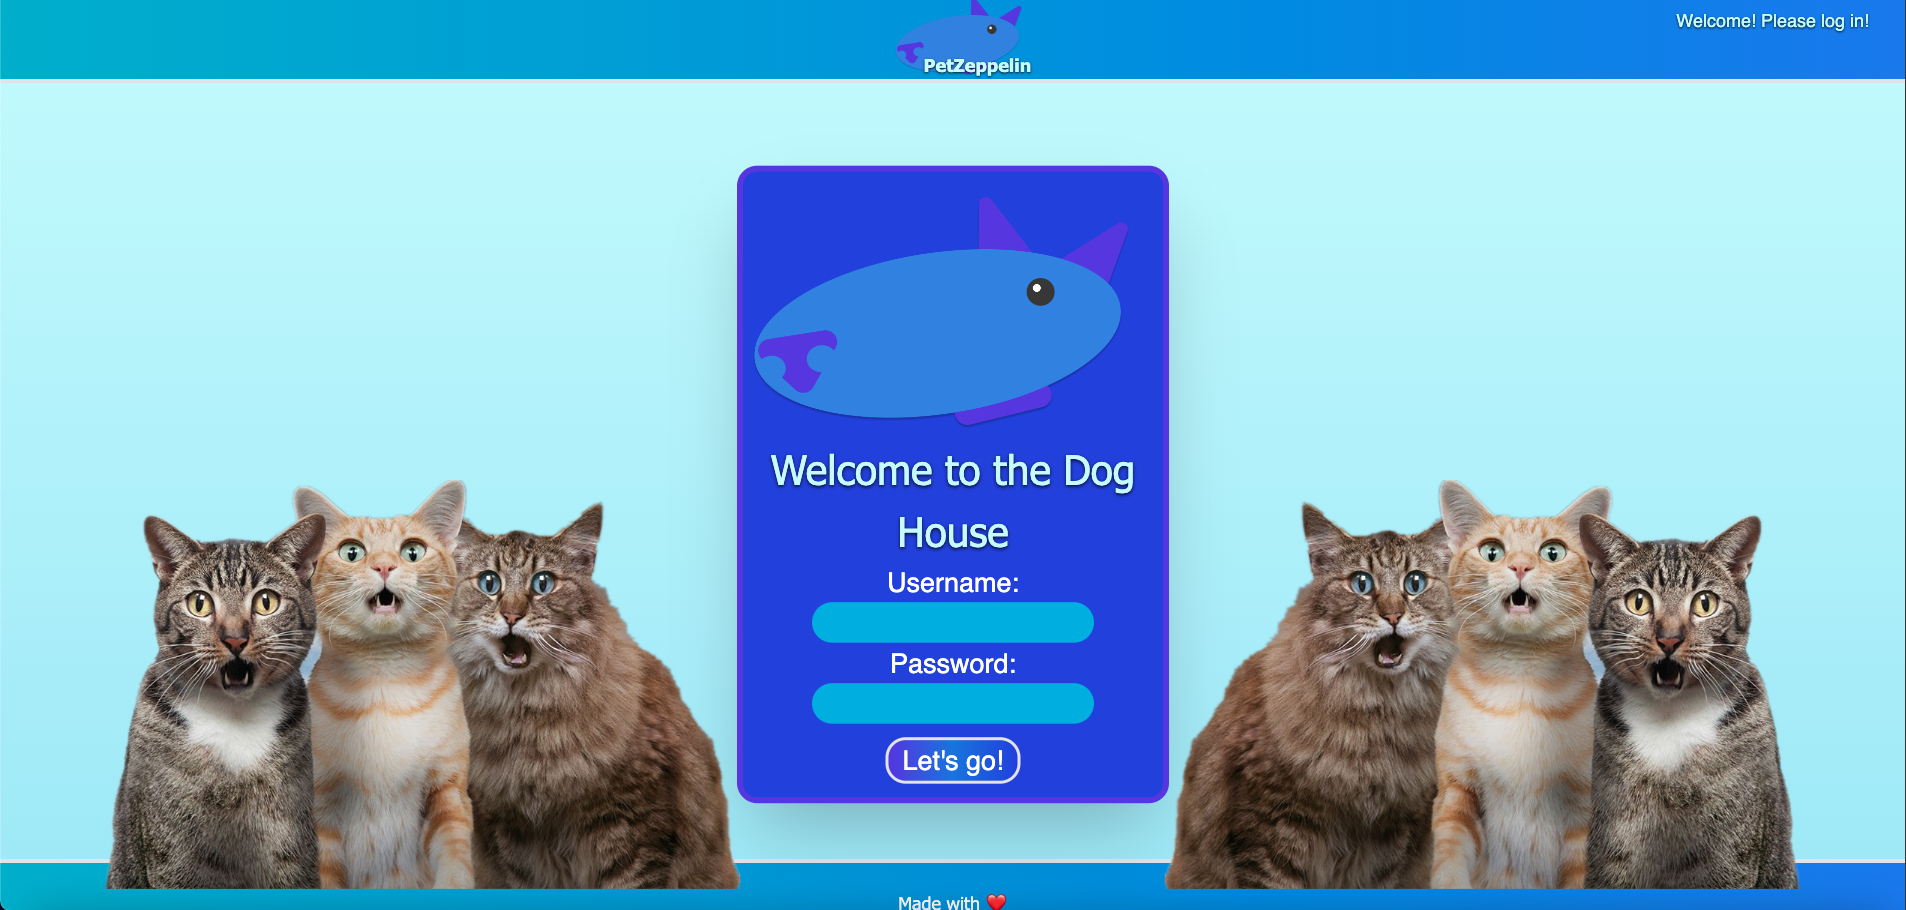 PetZeppelin
Welcome! Please log in!
Welcome to the Dog
House
Username:
Password:
Let's go!
Made with ❤️